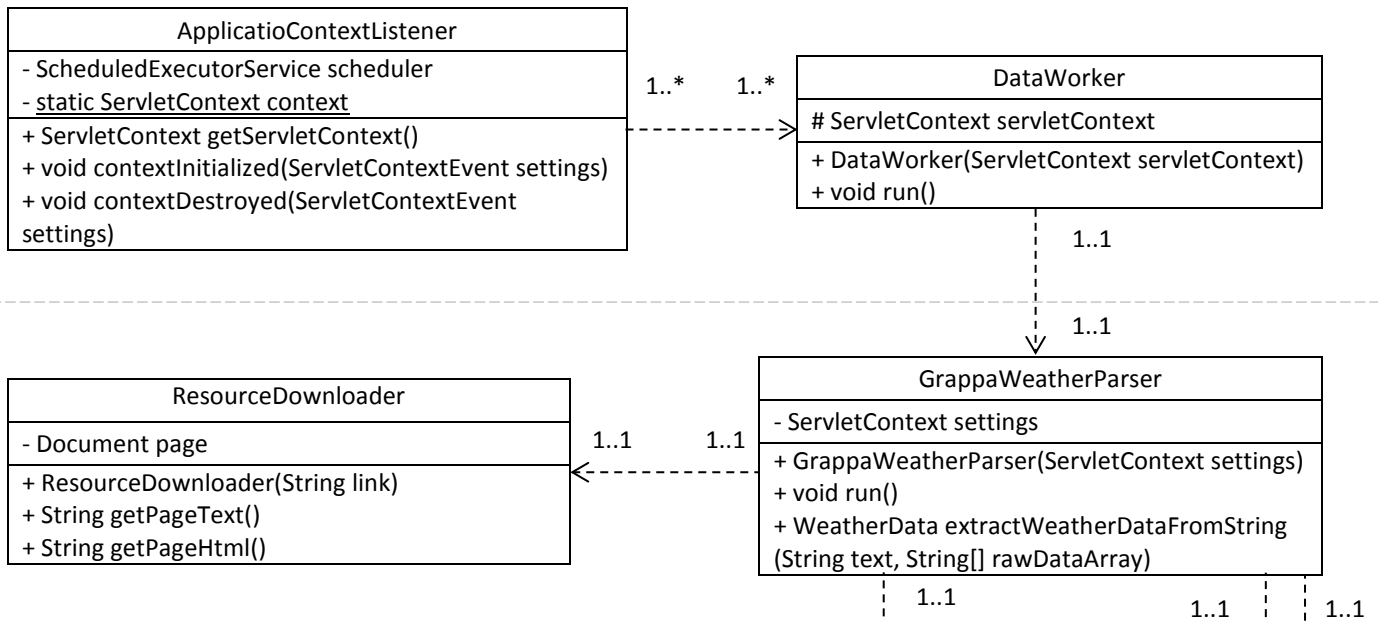 ApplicatioContextListener
- ScheduledExecutorService scheduler
- static ServletContext context
+ ServletContext getServletContext()
+ void contextInitialized(ServletContextEvent settings)
+ void contextDestroyed(ServletContextEvent
settings)
1..* 1..*
DataWorker
# ServletContext servletContext
+ DataWorker(ServletContext servletContext)
+ void run()
1..1
1..1
ResourceDownloader
- Document page
+ ResourceDownloader(String link)
+ String getPageText()
+ String getPageHtml()
1..1 1..1
GrappaWeatherParser
- ServletContext settings
+ GrappaWeatherParser(ServletContext settings)
+ void run()
+ WeatherData extractWeatherDataFromString
(String text, String[] rawDataArray)
1..1 1..1 1..1